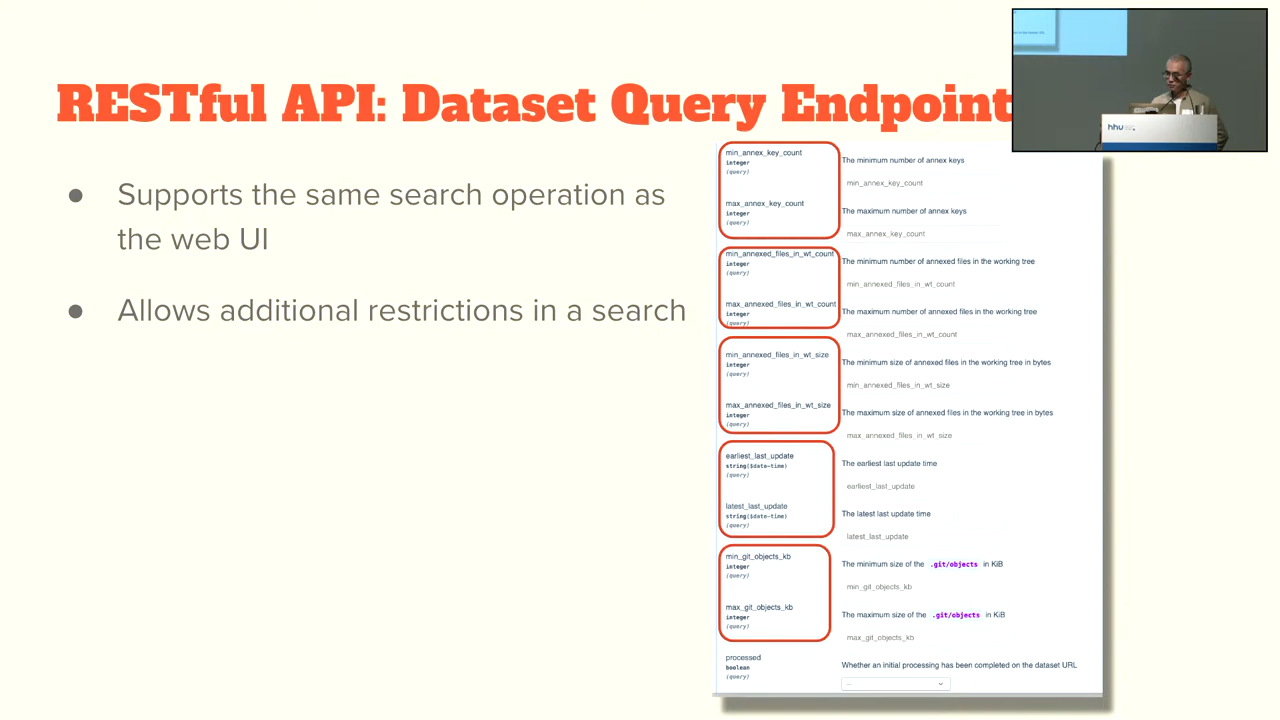 RESTful API: Dataset Query Endpoint
● Supports the same search operation as
the web UI
● Allows additional restrictions in a search
min_annex_key_count
integer
(query)
The minimum number of annex keys
min_annex_key_count
max_annex_key_count
integer
(query)
The maximum number of annex keys
max_annex_key_count
min_annexed_files_in_wt_count
integer
(query)
The minimum number of annexed files in the working tree
min_annexed_files_in_wt_count
max_annexed_files_in_wt_count
integer
(query)
The maximum number of annexed files in the working tree
max_annexed_files_in_wt_count
min_annexed_files_in_wt_size
integer
(query)
The minimum size of annexed files in the working tree in bytes
min_annexed_files_in_wt_size
max_annexed_files_in_wt_size
integer
(query)
The maximum size of annexed files in the working tree in bytes
max_annexed_files_in_wt_size
earliest_last_update
string($date-time)
(query)
The earliest last update time
earliest_last_update
latest_last_update
string($date-time)
(query)
The latest last update time
latest_last_update
min_git_objects_kb
integer
(query)
The minimum size of the .git/objects in KiB
min_git_objects_kb
max_git_objects_kb
integer
(query)
The maximum size of the .git/objects in KiB
max_git_objects_kb
processed
boolean
(query)
Whether an initial processing has been completed on the dataset URL
--
hhu